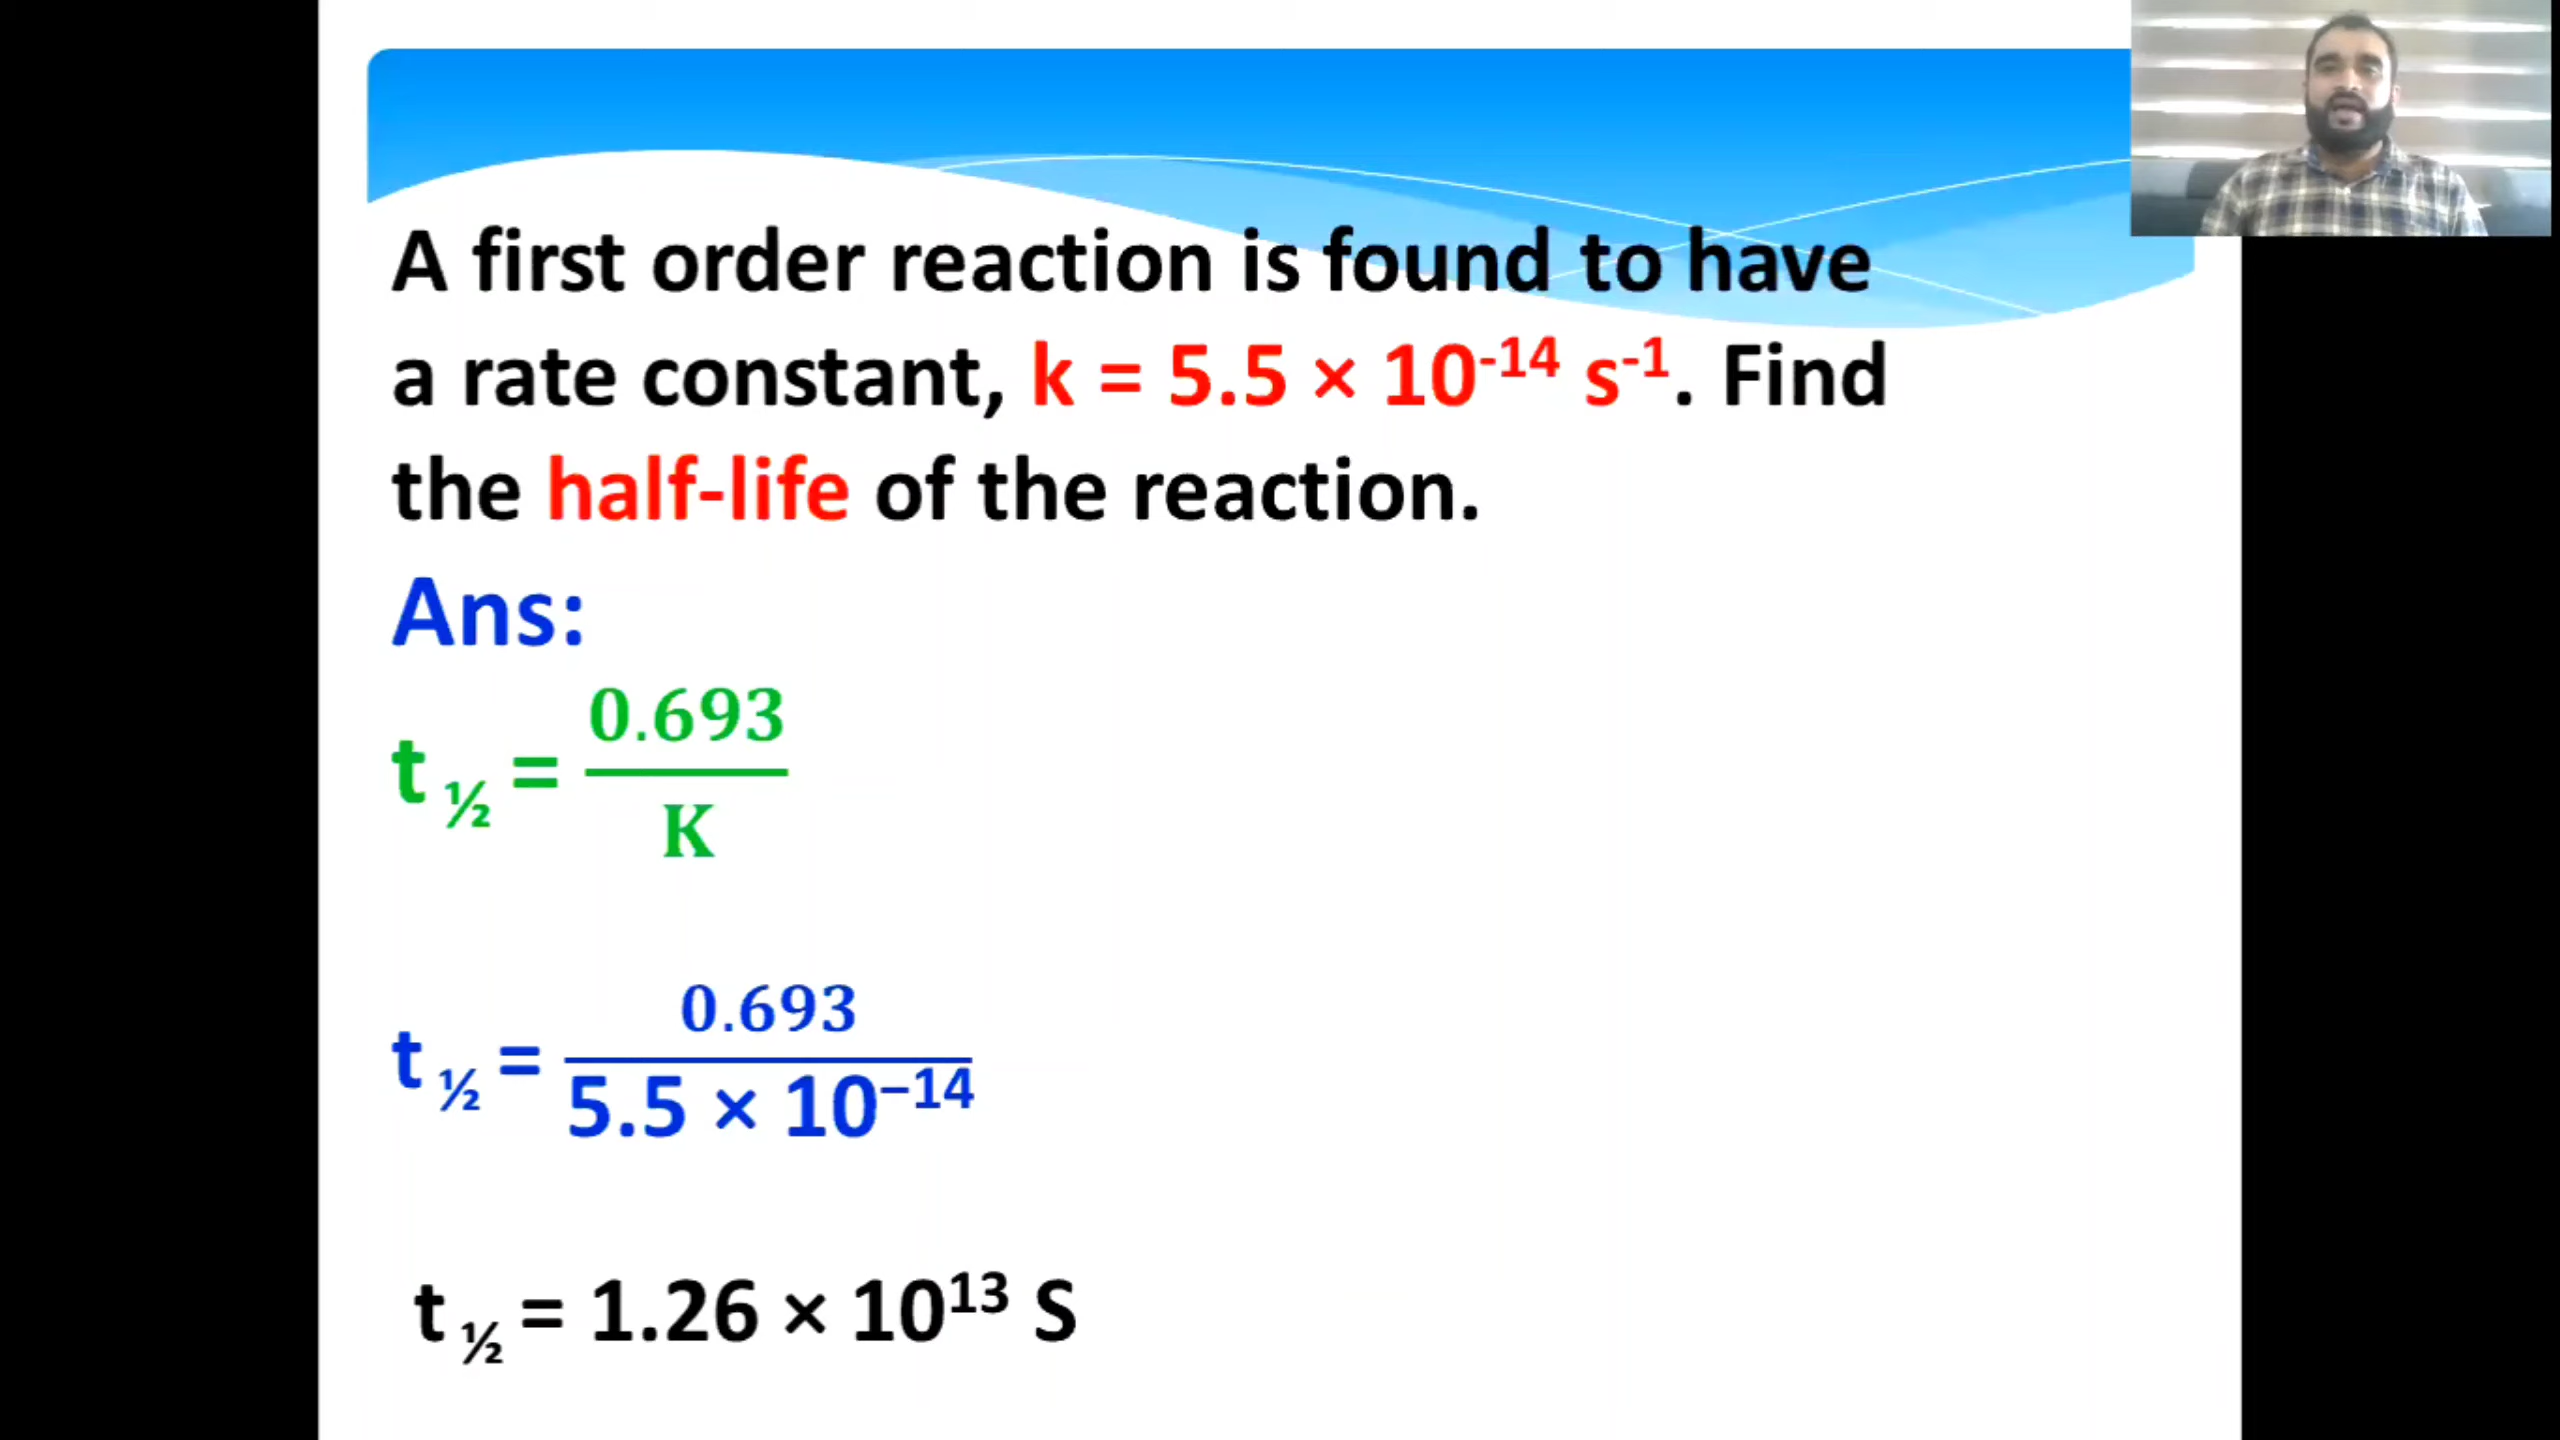 A first order reaction is found to have
a rate constant, k = 5.5 × 10⁻¹⁴ s⁻¹. Find
the half-life of the reaction.
Ans:
t ½ = 0.693 / K
t ½ = 0.693 / 5.5 × 10⁻¹⁴
t ½ = 1.26 × 10¹³ S